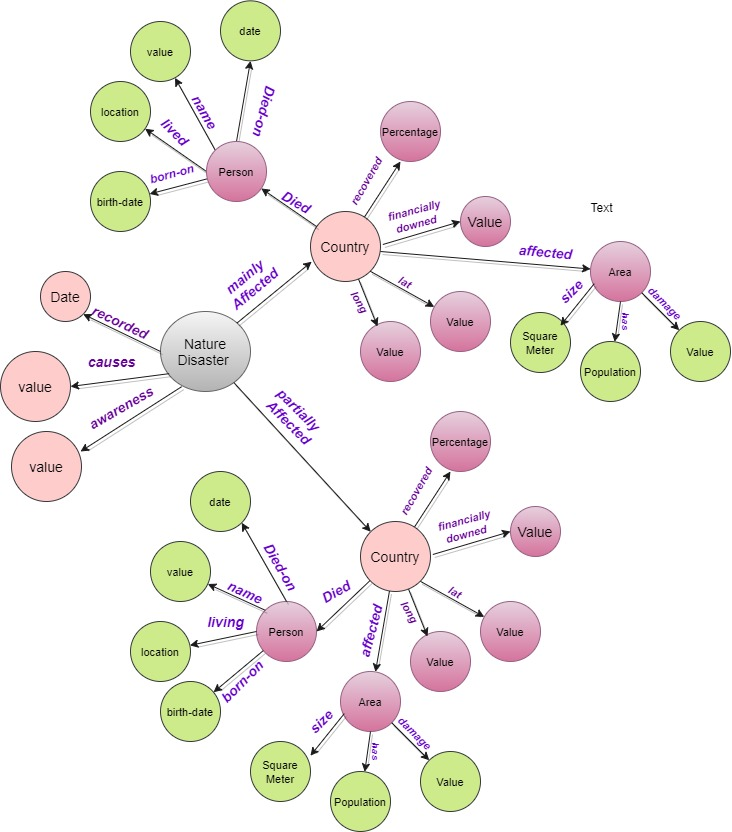 date
value
Died-on
name
location
lived
Percentage
born-on
Person
recovered
birth-date
Died
financially
downed
Value
Text
Country
affected
mainly
Affected
Area
Date
recorded
long
lat
size
has
damage
Nature
Disaster
Value
Value
Square
Meter
Population
Value
causes
value
awareness
partially
Affected
value
Percentage
recovered
date
financially
downed
Value
Died-on
Country
value
name
Died
lat
living
Person
affected
long
location
Value
Value
born-on
birth-date
Area
size
has
damage
Square
Meter
Population
Value